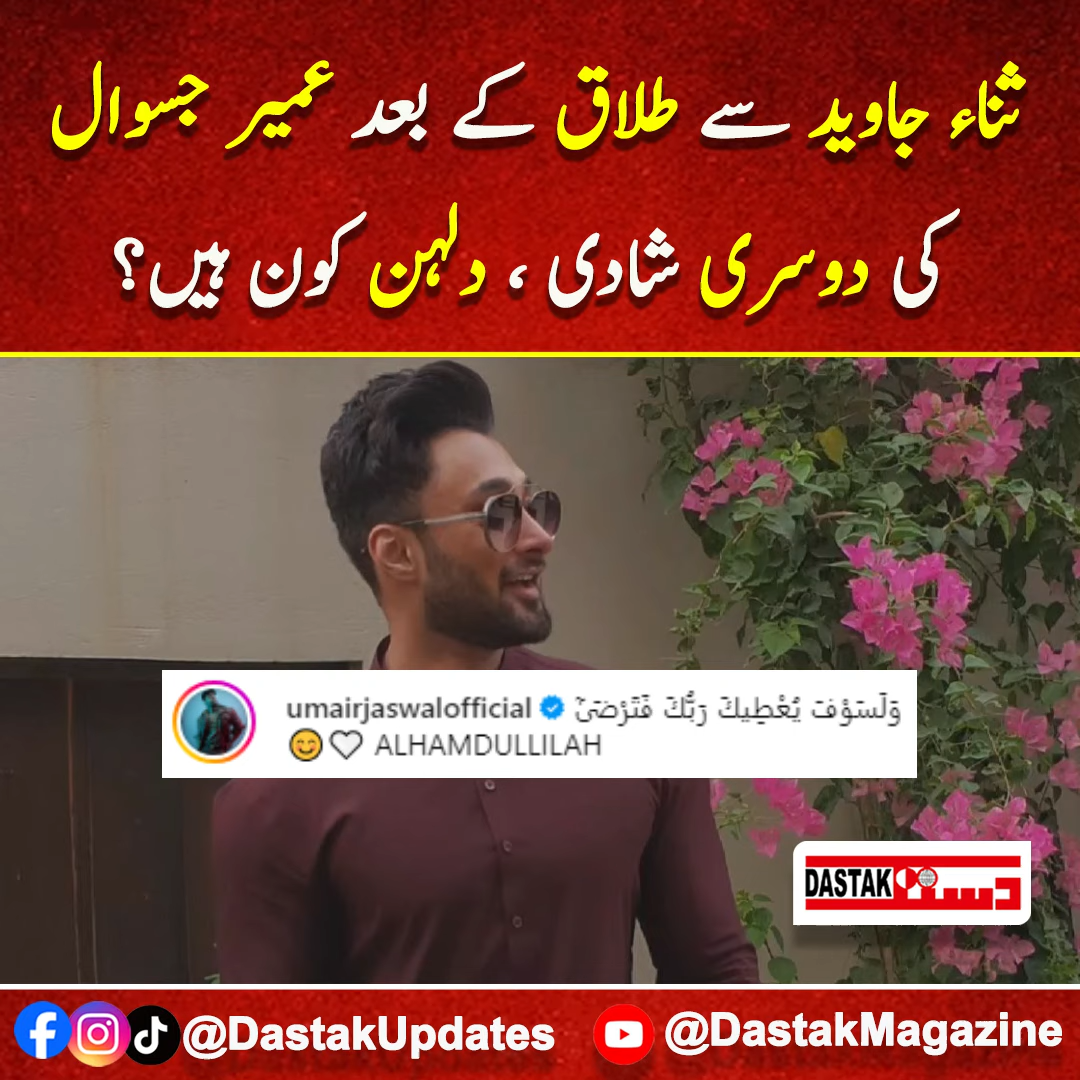 ثناء جاوید سے طلاق کے بعد عمیر جسوال
کی دوسری شادی ، دلہن کون ہیں؟
umairjaswalofficial وَلَسَوْفَ يُعْطِيكَ رَبُّكَ فَتَرْضَىٰٓ
😊♡ ALHAMDULLILAH
DASTAK دستک
@DastakUpdates @DastakMagazine